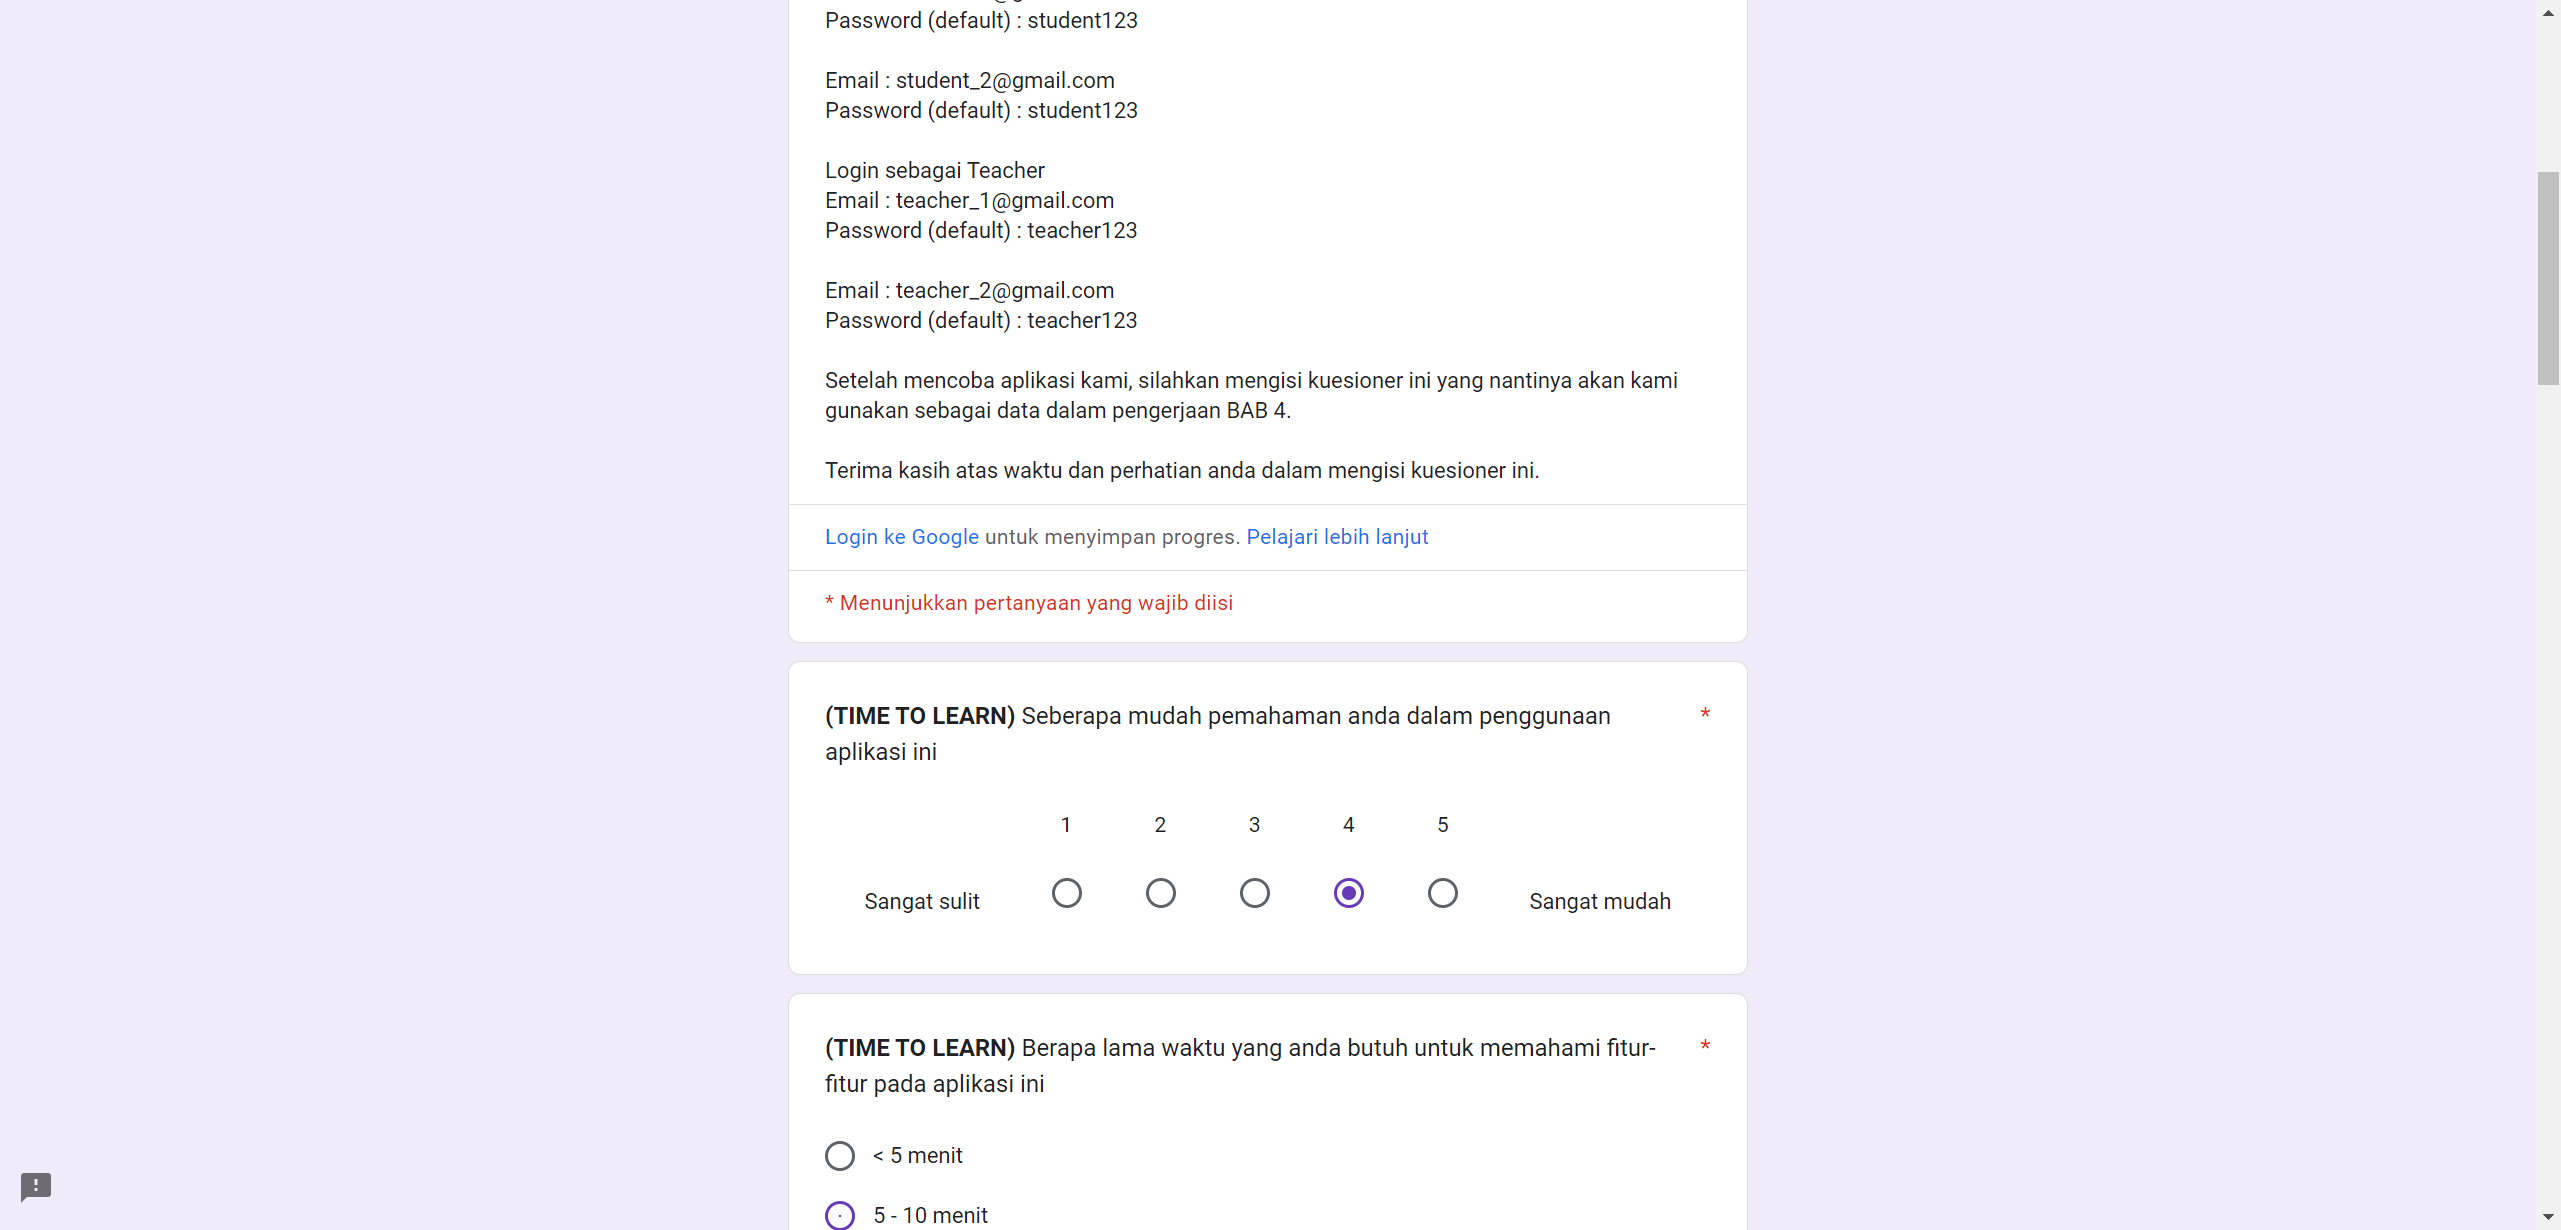 Password (default) : student123
Email : student_2@gmail.com
Password (default) : student123
Login sebagai Teacher
Email : teacher_1@gmail.com
Password (default) : teacher123
Email : teacher_2@gmail.com
Password (default) : teacher123
Setelah mencoba aplikasi kami, silahkan mengisi kuesioner ini yang nantinya akan kami
gunakan sebagai data dalam pengerjaan BAB 4.
Terima kasih atas waktu dan perhatian anda dalam mengisi kuesioner ini.
Login ke Google untuk menyimpan progres. Pelajari lebih lanjut
* Menunjukkan pertanyaan yang wajib diisi
(TIME TO LEARN) Seberapa mudah pemahaman anda dalam penggunaan *
aplikasi ini
1 2 3 4 5
Sangat sulit Sangat mudah
(TIME TO LEARN) Berapa lama waktu yang anda butuh untuk memahami fitur- *
fitur pada aplikasi ini
< 5 menit
5 - 10 menit